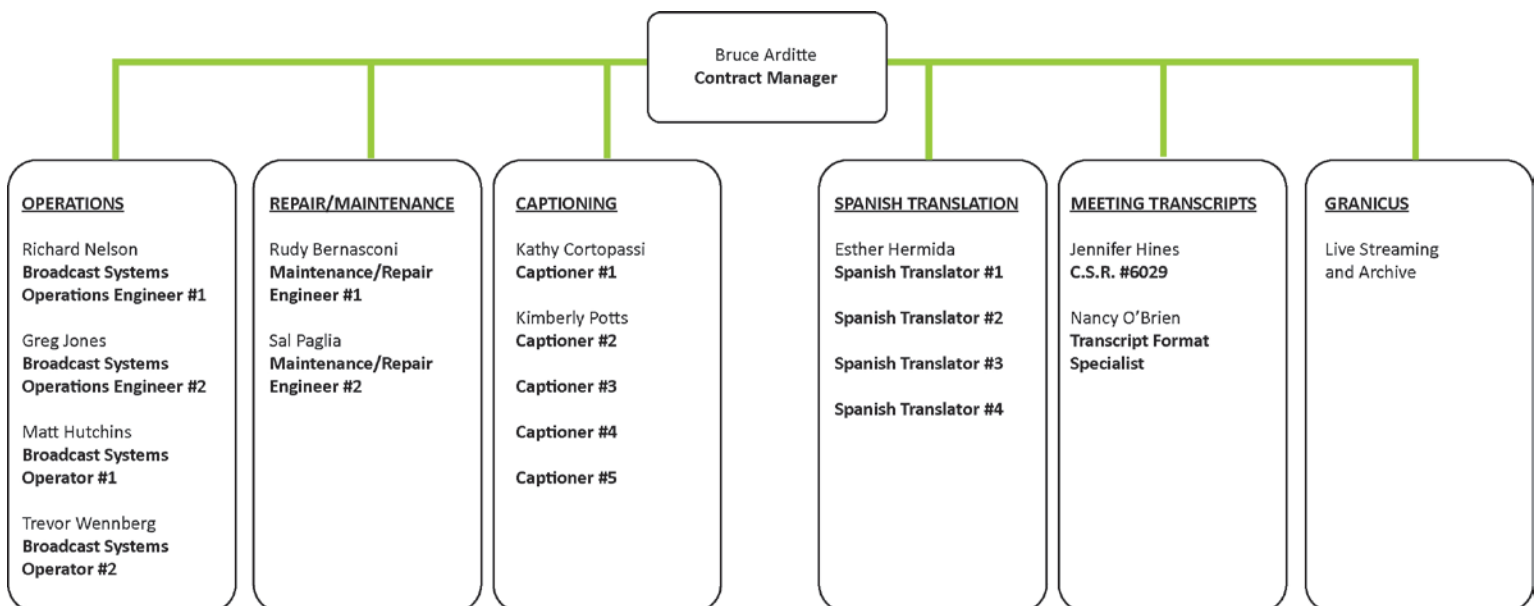 Bruce Arditte
Contract Manager
OPERATIONS
Richard Nelson
Broadcast Systems
Operations Engineer #1
Greg Jones
Broadcast Systems
Operations Engineer #2
Matt Hutchins
Broadcast Systems
Operator #1
Trevor Wennberg
Broadcast Systems
Operator #2
REPAIR/MAINTENANCE
Rudy Bernasconi
Maintenance/Repair
Engineer #1
Sal Paglia
Maintenance/Repair
Engineer #2
CAPTIONING
Kathy Cortopassi
Captioner #1
Kimberly Potts
Captioner #2
Captioner #3
Captioner #4
Captioner #5
SPANISH TRANSLATION
Esther Hermida
Spanish Translator #1
Spanish Translator #2
Spanish Translator #3
Spanish Translator #4
MEETING TRANSCRIPTS
Jennifer Hines
C.S.R. #6029
Nancy O’Brien
Transcript Format
Specialist
GRANICUS
Live Streaming
and Archive